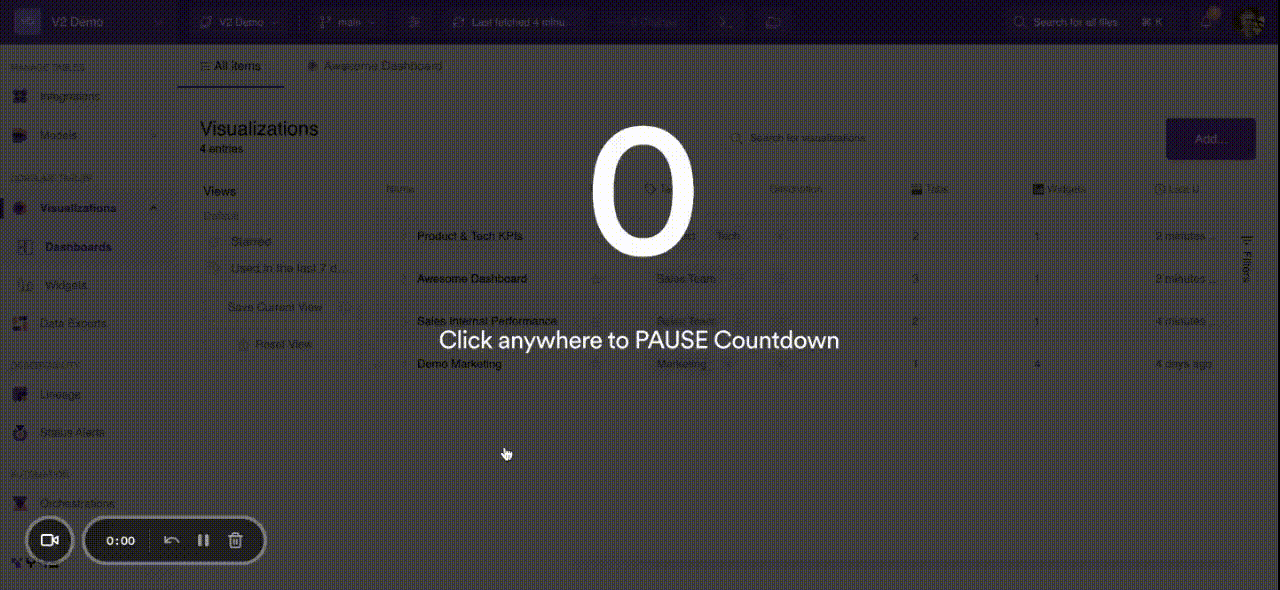 V2 Demo
V2 Demo
main
Last fetched 4 minu
Search for all files
⌘ K
MANAGE TABLES
All items
Awesome Dashboard
Integrations
Models
Visualizations
4 entries
Search for visualizations
Add...
Views
Name
Description
Tabs
Widgets
Last U
Default
Visualizations
Starred
Product & Tech KPIs
Tech
2
1
2 minutes ...
Dashboards
Used in the last 7 d...
Awesome Dashboard
Sales Team
3
1
2 minutes ...
Filters
Widgets
Save Current View
Sales Internal Performance
Sales Team
2
1
4 minutes ...
Data Exports
Reset View
Demo Marketing
Marketing
1
4
4 days ago
0
Click anywhere to PAUSE Countdown
Lineage
Status Alerts
AUTOMATION
Orchestrations
0:00